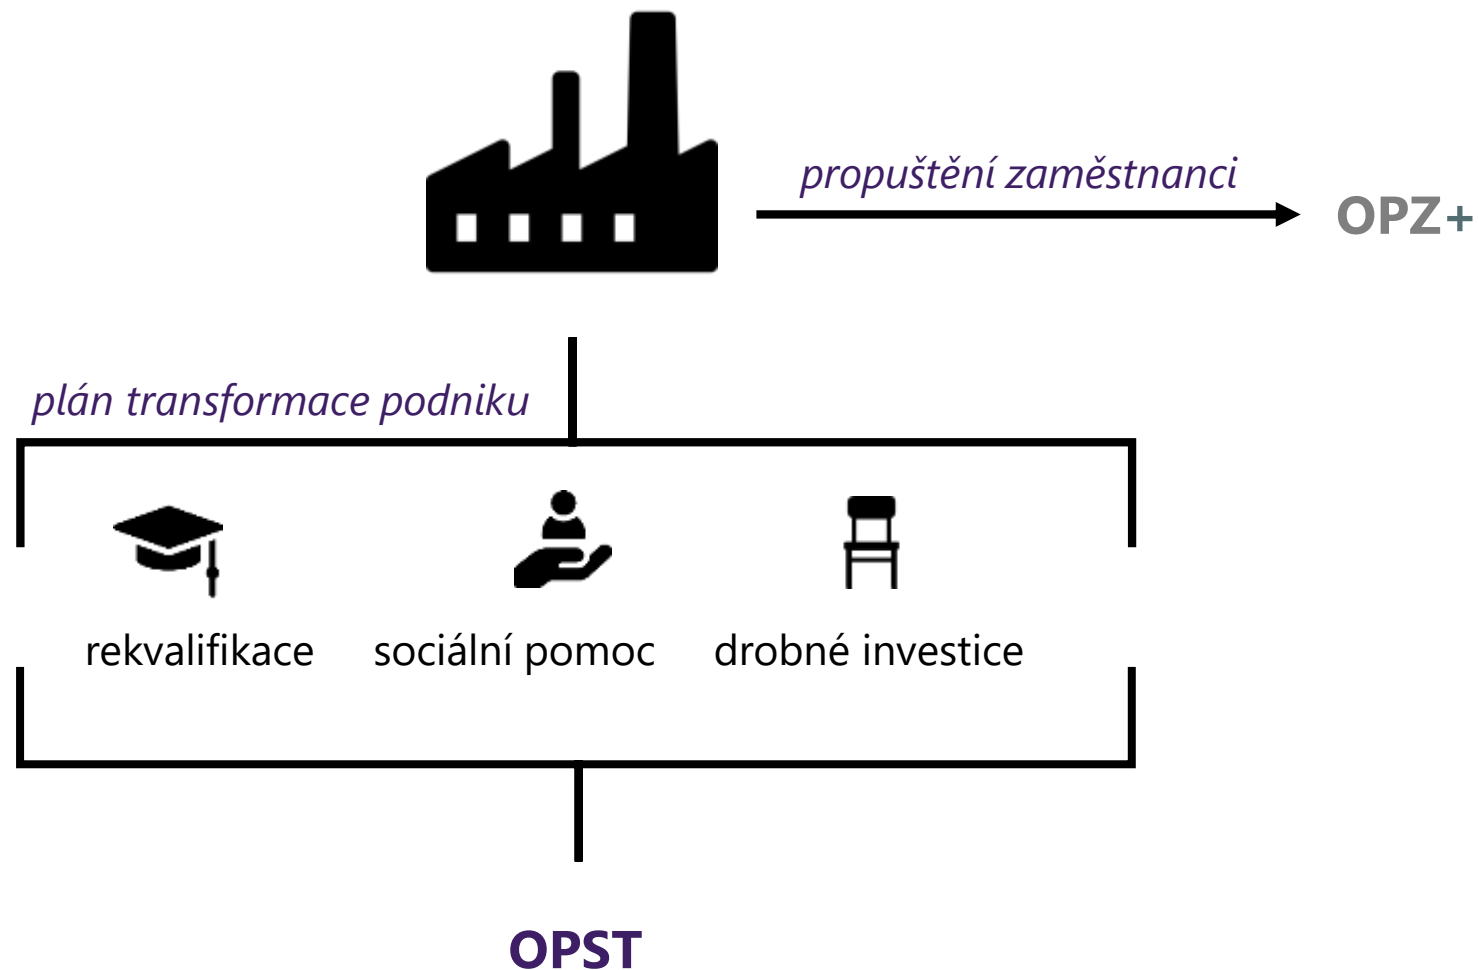 propuštění zaměstnanci
OPZ+
plán transformace podniku
rekvalifikace
sociální pomoc
drobné investice
OPST